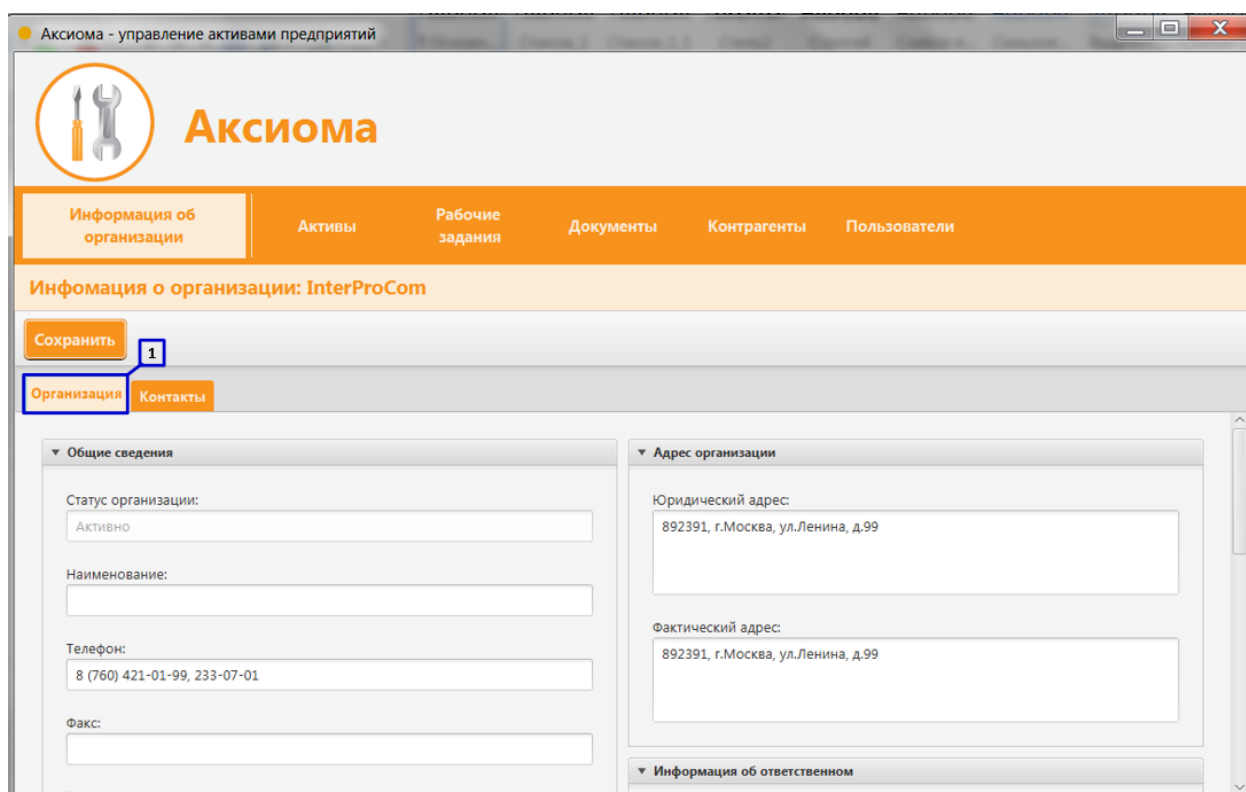 Аксиома - управление активами предприятий
Аксиома
Информация об
организации
Активы
Рабочие
задания
Документы
Контрагенты
Пользователи
Инфомация о организации: InterProCom
Сохранить
1
Организация
Контакты
Общие сведения
Статус организации:
Активно
Наименование:
Телефон:
8 (760) 421-01-99, 233-07-01
Факс:
Адрес организации
Юридический адрес:
892391, г.Москва, ул.Ленина, д.99
Фактический адрес:
892391, г.Москва, ул.Ленина, д.99
Информация об ответственном